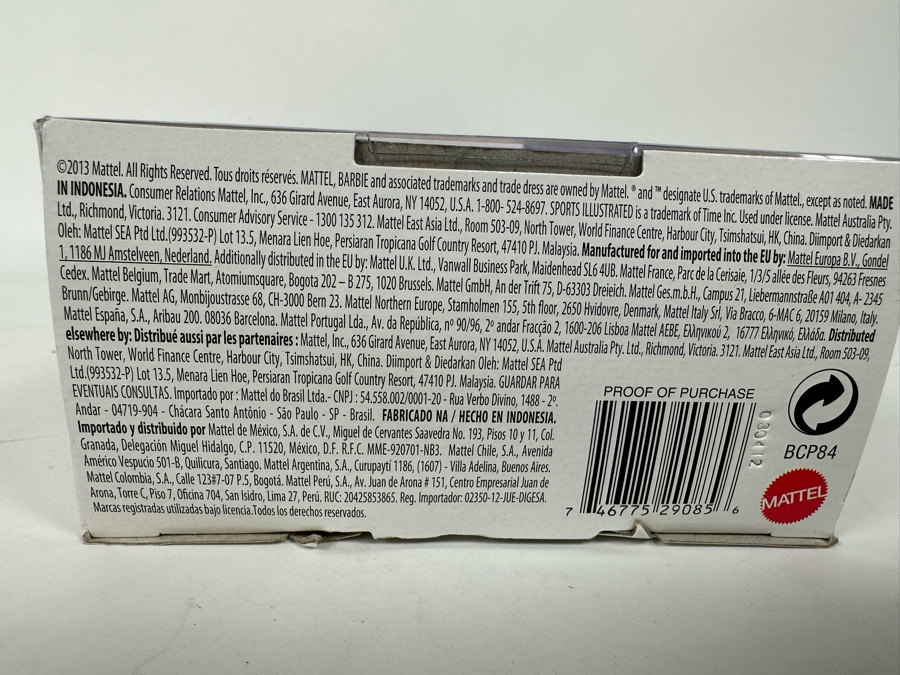 ©2013 Mattel. All Rights Reserved. Tous droits réservés. MATTEL, BARBIE and associated trademarks and trade dress are owned by Mattel. ® and ™ designate U.S. trademarks of Mattel, except as noted. MADE
IN INDONESIA. Consumer Relations Mattel, Inc., 636 Girard Avenue, East Aurora, NY 14052, U.S.A. 1-800- 524-8697. SPORTS ILLUSTRATED is a trademark of Time Inc. Used under license. Mattel Australia Pty.
Ltd., Richmond, Victoria. 3121. Consumer Advisory Service - 1300 135 312. Mattel East Asia Ltd., Room 503-09, North Tower, World Finance Centre, Harbour City, Tsimshatsui, HK, China. Diimport & Diedarkan
Oleh: Mattel SEA Ptd Ltd.(993532-P) Lot 13.5, Menara Lien Hoe, Persiaran Tropicana Golf Country Resort, 47410 PJ. Malaysia. Manufactured for and imported into the EU by: Mattel Europa B.V., Gondel
1, 1186 MJ Amstelveen, Nederland. Additionally distributed in the EU by: Mattel U.K. Ltd., Vanwall Business Park, Maidenhead SL6 4UB. Mattel France, Parc de la Cerisaie, 1/3/5 allée des Fleurs, 94263 Fresnes
Cedex. Mattel Belgium, Trade Mart, Atomiumsquare, Bogota 202 – B 275, 1020 Brussels. Mattel GmbH, An der Trift 75, D-63303 Dreieich. Mattel Ges.m.b.H., Campus 21, Liebermannstraße A01 404, A- 2345
Brunn/Gebirge. Mattel AG, Monbijoustrasse 68, CH-3000 Bern 23. Mattel Northern Europe, Stamholmen 155, 5th floor, 2650 Hvidovre, Denmark, Mattel Italy Srl, Via Bracco, 6-MAC 6, 20159 Milano, Italy.
Mattel España, S.A., Aribau 200. 08036 Barcelona. Mattel Portugal Lda., Av. da República, nº 90/96, 2º andar Fracção 2, 1600-206 Lisboa Mattel AEBE, Ελληνικού 2, 16777 Ελληνικό, Ελλάδα. Distributed
elsewhere by: Distribué aussi par les partenaires : Mattel, Inc., 636 Girard Avenue, East Aurora, NY 14052, U.S.A. Mattel Australia Pty. Ltd., Richmond, Victoria. 3121. Mattel East Asia Ltd., Room 503-09,
North Tower, World Finance Centre, Harbour City, Tsimshatsui, HK, China. Diimport & Diedarkan Oleh: Mattel SEA Ptd
Ltd.(993532-P) Lot 13.5, Menara Lien Hoe, Persiaran Tropicana Golf Country Resort, 47410 PJ. Malaysia. GUARDAR PARA
EVENTUAIS CONSULTAS. Importado por : Mattel do Brasil Ltda.- CNPJ : 54.558.002/0001-20 - Rua Verbo Divino, 1488 - 2º.
Andar - 04719-904 - Chácara Santo Antônio - São Paulo - SP - Brasil. FABRICADO NA / HECHO EN INDONESIA.
Importado y distribuido por Mattel de México, S.A. de C.V., Miguel de Cervantes Saavedra No. 193, Pisos 10 y 11, Col.
Granada, Delegación Miguel Hidalgo, C.P. 11520, México, D.F. R.F.C. MME-920701-NB3. Mattel Chile, S.A., Avenida
Américo Vespucio 501-B, Quilicura, Santiago. Mattel Argentina, S.A., Curupaytí 1186, (1607) - Villa Adelina, Buenos Aires.
Mattel Colombia, S.A., Calle 123#7-07 P.5, Bogotá. Mattel Perú, S.A., Av. Juan de Arona # 151, Centro Empresarial Juan de
Arona, Torre C, Piso 7, Oficina 704, San Isidro, Lima 27, Perú. RUC: 20425853865. Reg. Importador: 02350-12-JUE-DIGESA.
Marcas registradas utilizadas bajo licencia.Todos los derechos reservados.
PROOF OF PURCHASE
7 46775 29085 6
BCP84
MATTEL